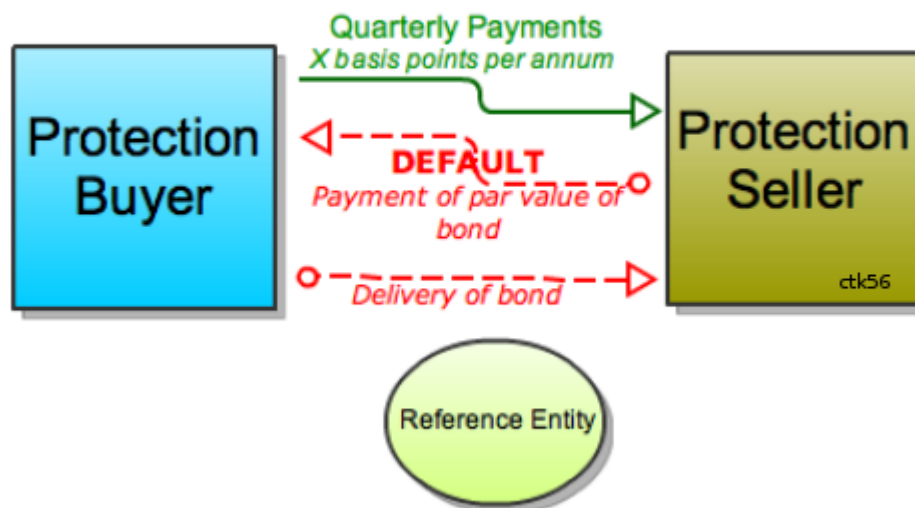 Quarterly Payments
X basis points per annum
Protection
Buyer
Protection
Seller
DEFAULT
Payment of par value of
bond
Delivery of bond
ctk56
Reference Entity